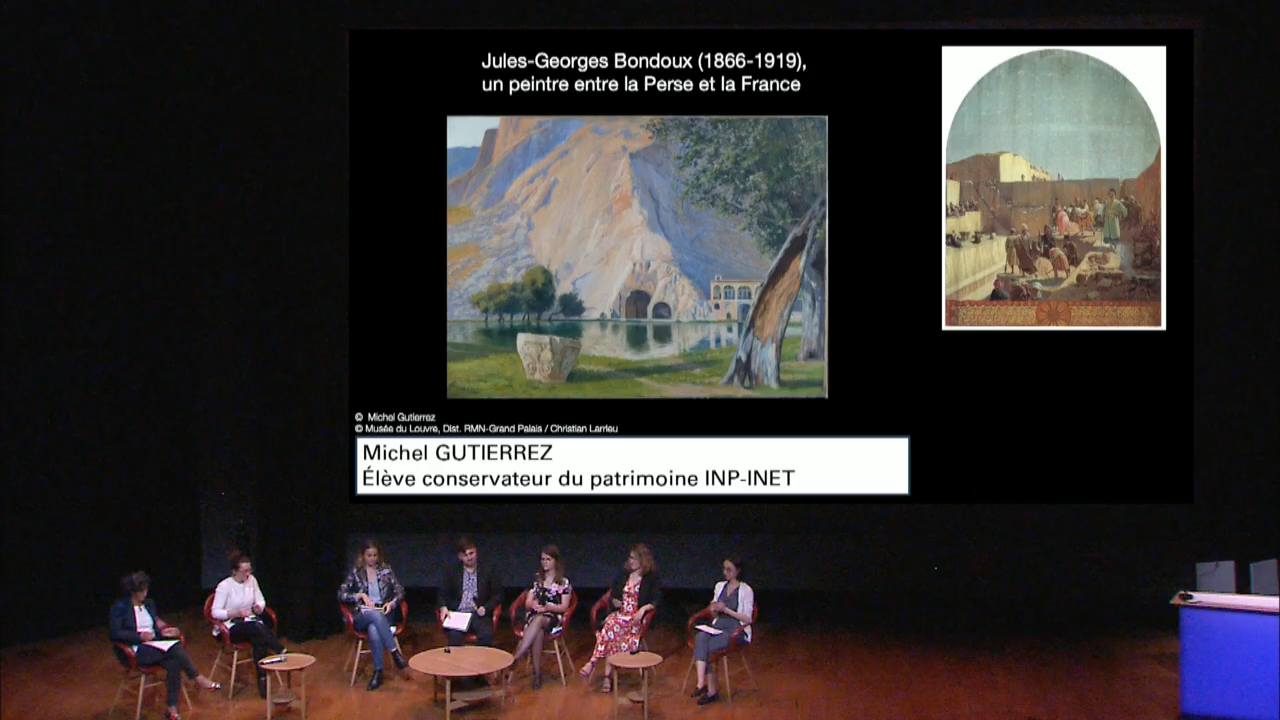 Jules-Georges Bondoux (1866-1919),
un peintre entre la Perse et la France
© Michel Gutierrez
© Musée du Louvre, Dist. RMN-Grand Palais / Christian Larrieu
Michel GUTIERREZ
Élève conservateur du patrimoine INP-INET